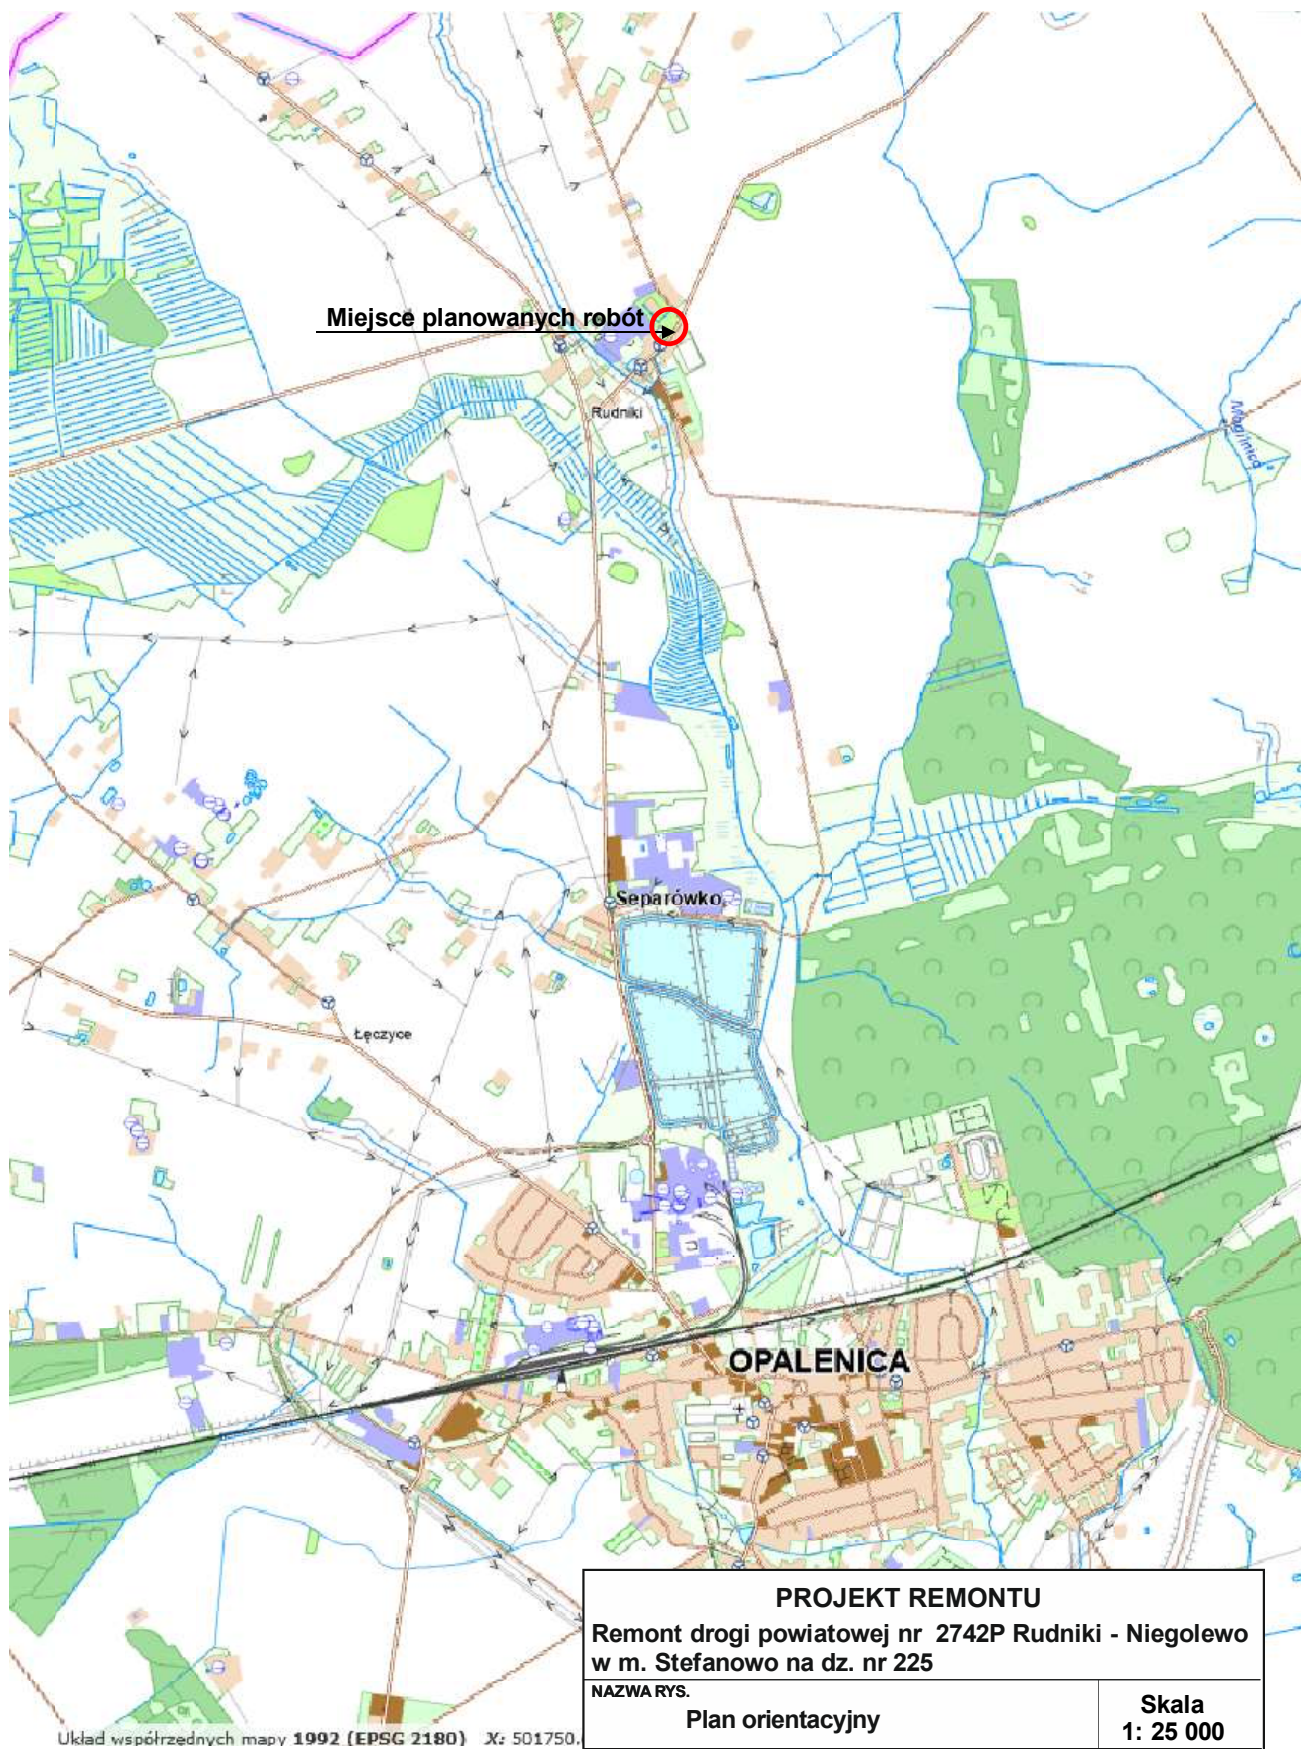 Miejsce planowanych robót
Rudniki
Mogilnica
Separówko
Łęczyce
OPALENICA
PROJEKT REMONTU
Remont drogi powiatowej nr 2742P Rudniki - Niegolewo
w m. Stefanowo na dz. nr 225
NAZWA RYS.
Plan orientacyjny
Skala
1: 25 000
Układ współrzędnych mapy 1992 (EPSG 2180) X: 501750.